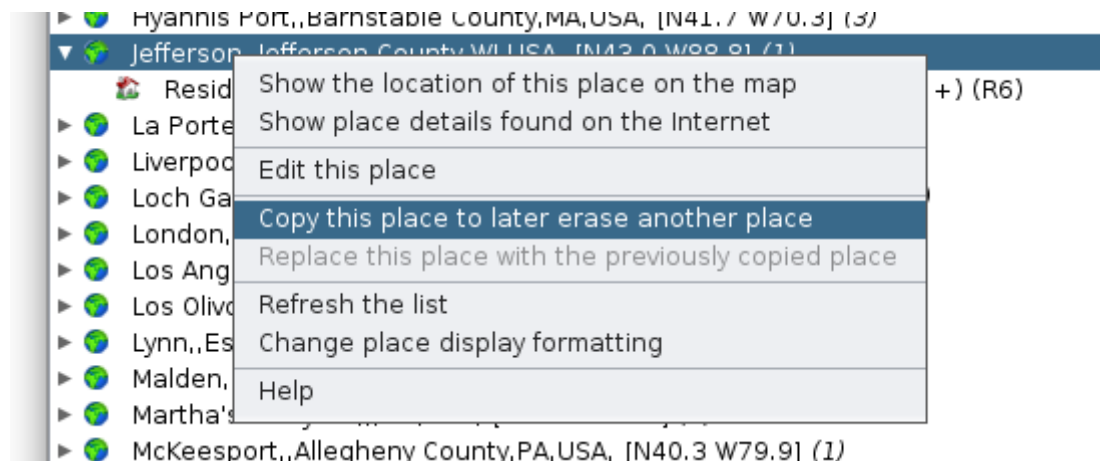 Hyannis Port,,Barnstable County,MA,USA, [N41.7 W70.3] (3)
Jefferson, Jefferson County,WI,USA, [N43.0 W88.8] (1)
Resid +) (R6)
La Porte
Liverpoo
Loch Ga
London,
Los Ang
Los Olivo
Lynn,,Es
Malden,
Martha's
McKeesport,,Allegheny County,PA,USA, [N40.3 W79.9] (1)
Show the location of this place on the map
Show place details found on the Internet
Edit this place
Copy this place to later erase another place
Replace this place with the previously copied place
Refresh the list
Change place display formatting
Help